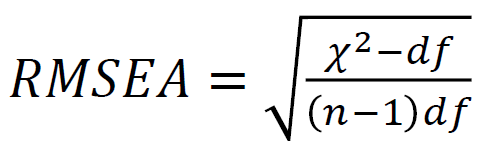 RMSEA = √((χ²−df)/((n−1)df))